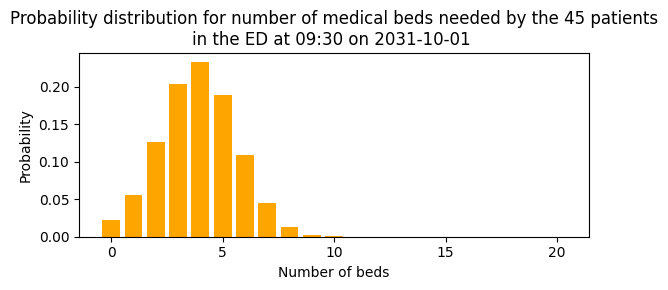 Probability distribution for number of medical beds needed by the 45 patients
in the ED at 09:30 on 2031-10-01
Probability
0.20
0.15
0.10
0.05
0.00
0 5 10 15 20
Number of beds